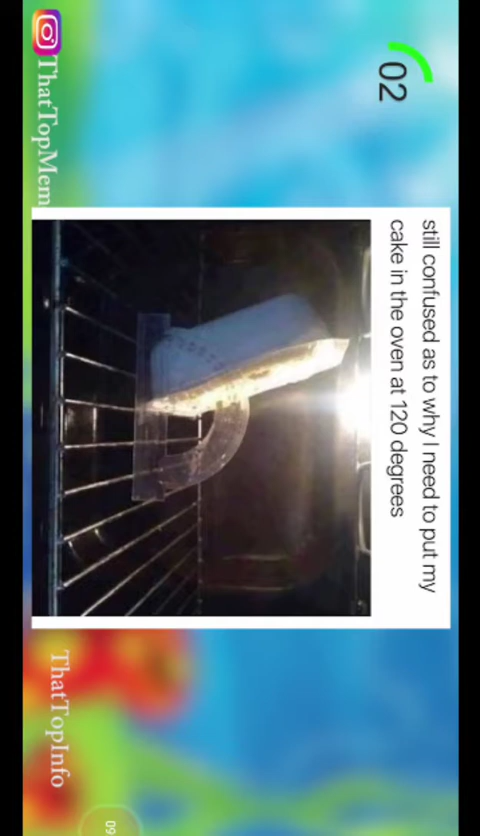 02
still confused as to why I need to put my
cake in the oven at 120 degrees
ThatTopMem
ThatTopInfo
09